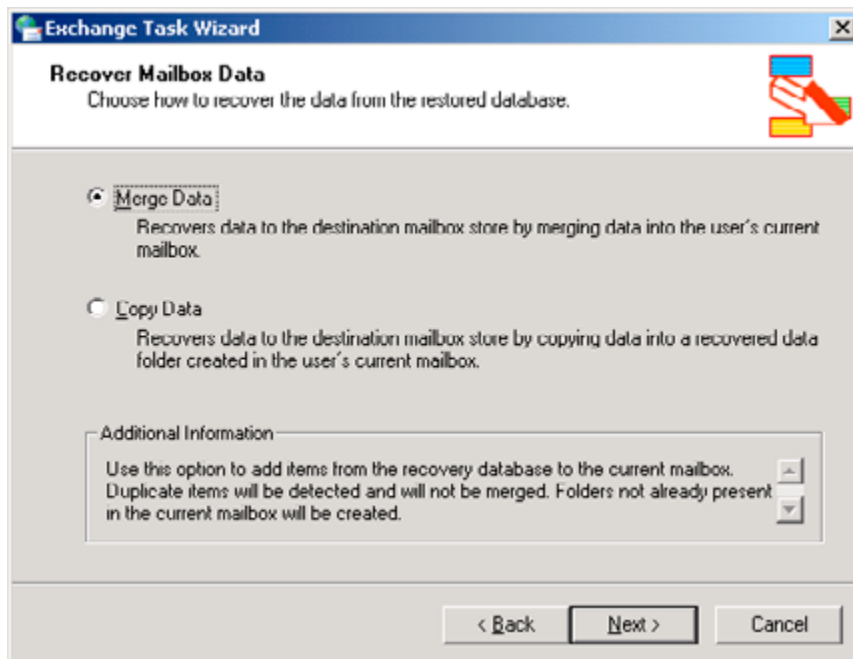 Exchange Task Wizard
Recover Mailbox Data
Choose how to recover the data from the restored database.
Merge Data
Recovers data to the destination mailbox store by merging data into the user's current
mailbox.
Copy Data
Recovers data to the destination mailbox store by copying data into a recovered data
folder created in the user's current mailbox.
Additional Information
Use this option to add items from the recovery database to the current mailbox.
Duplicate items will be detected and will not be merged. Folders not already present
in the current mailbox will be created.
< Back
Next >
Cancel